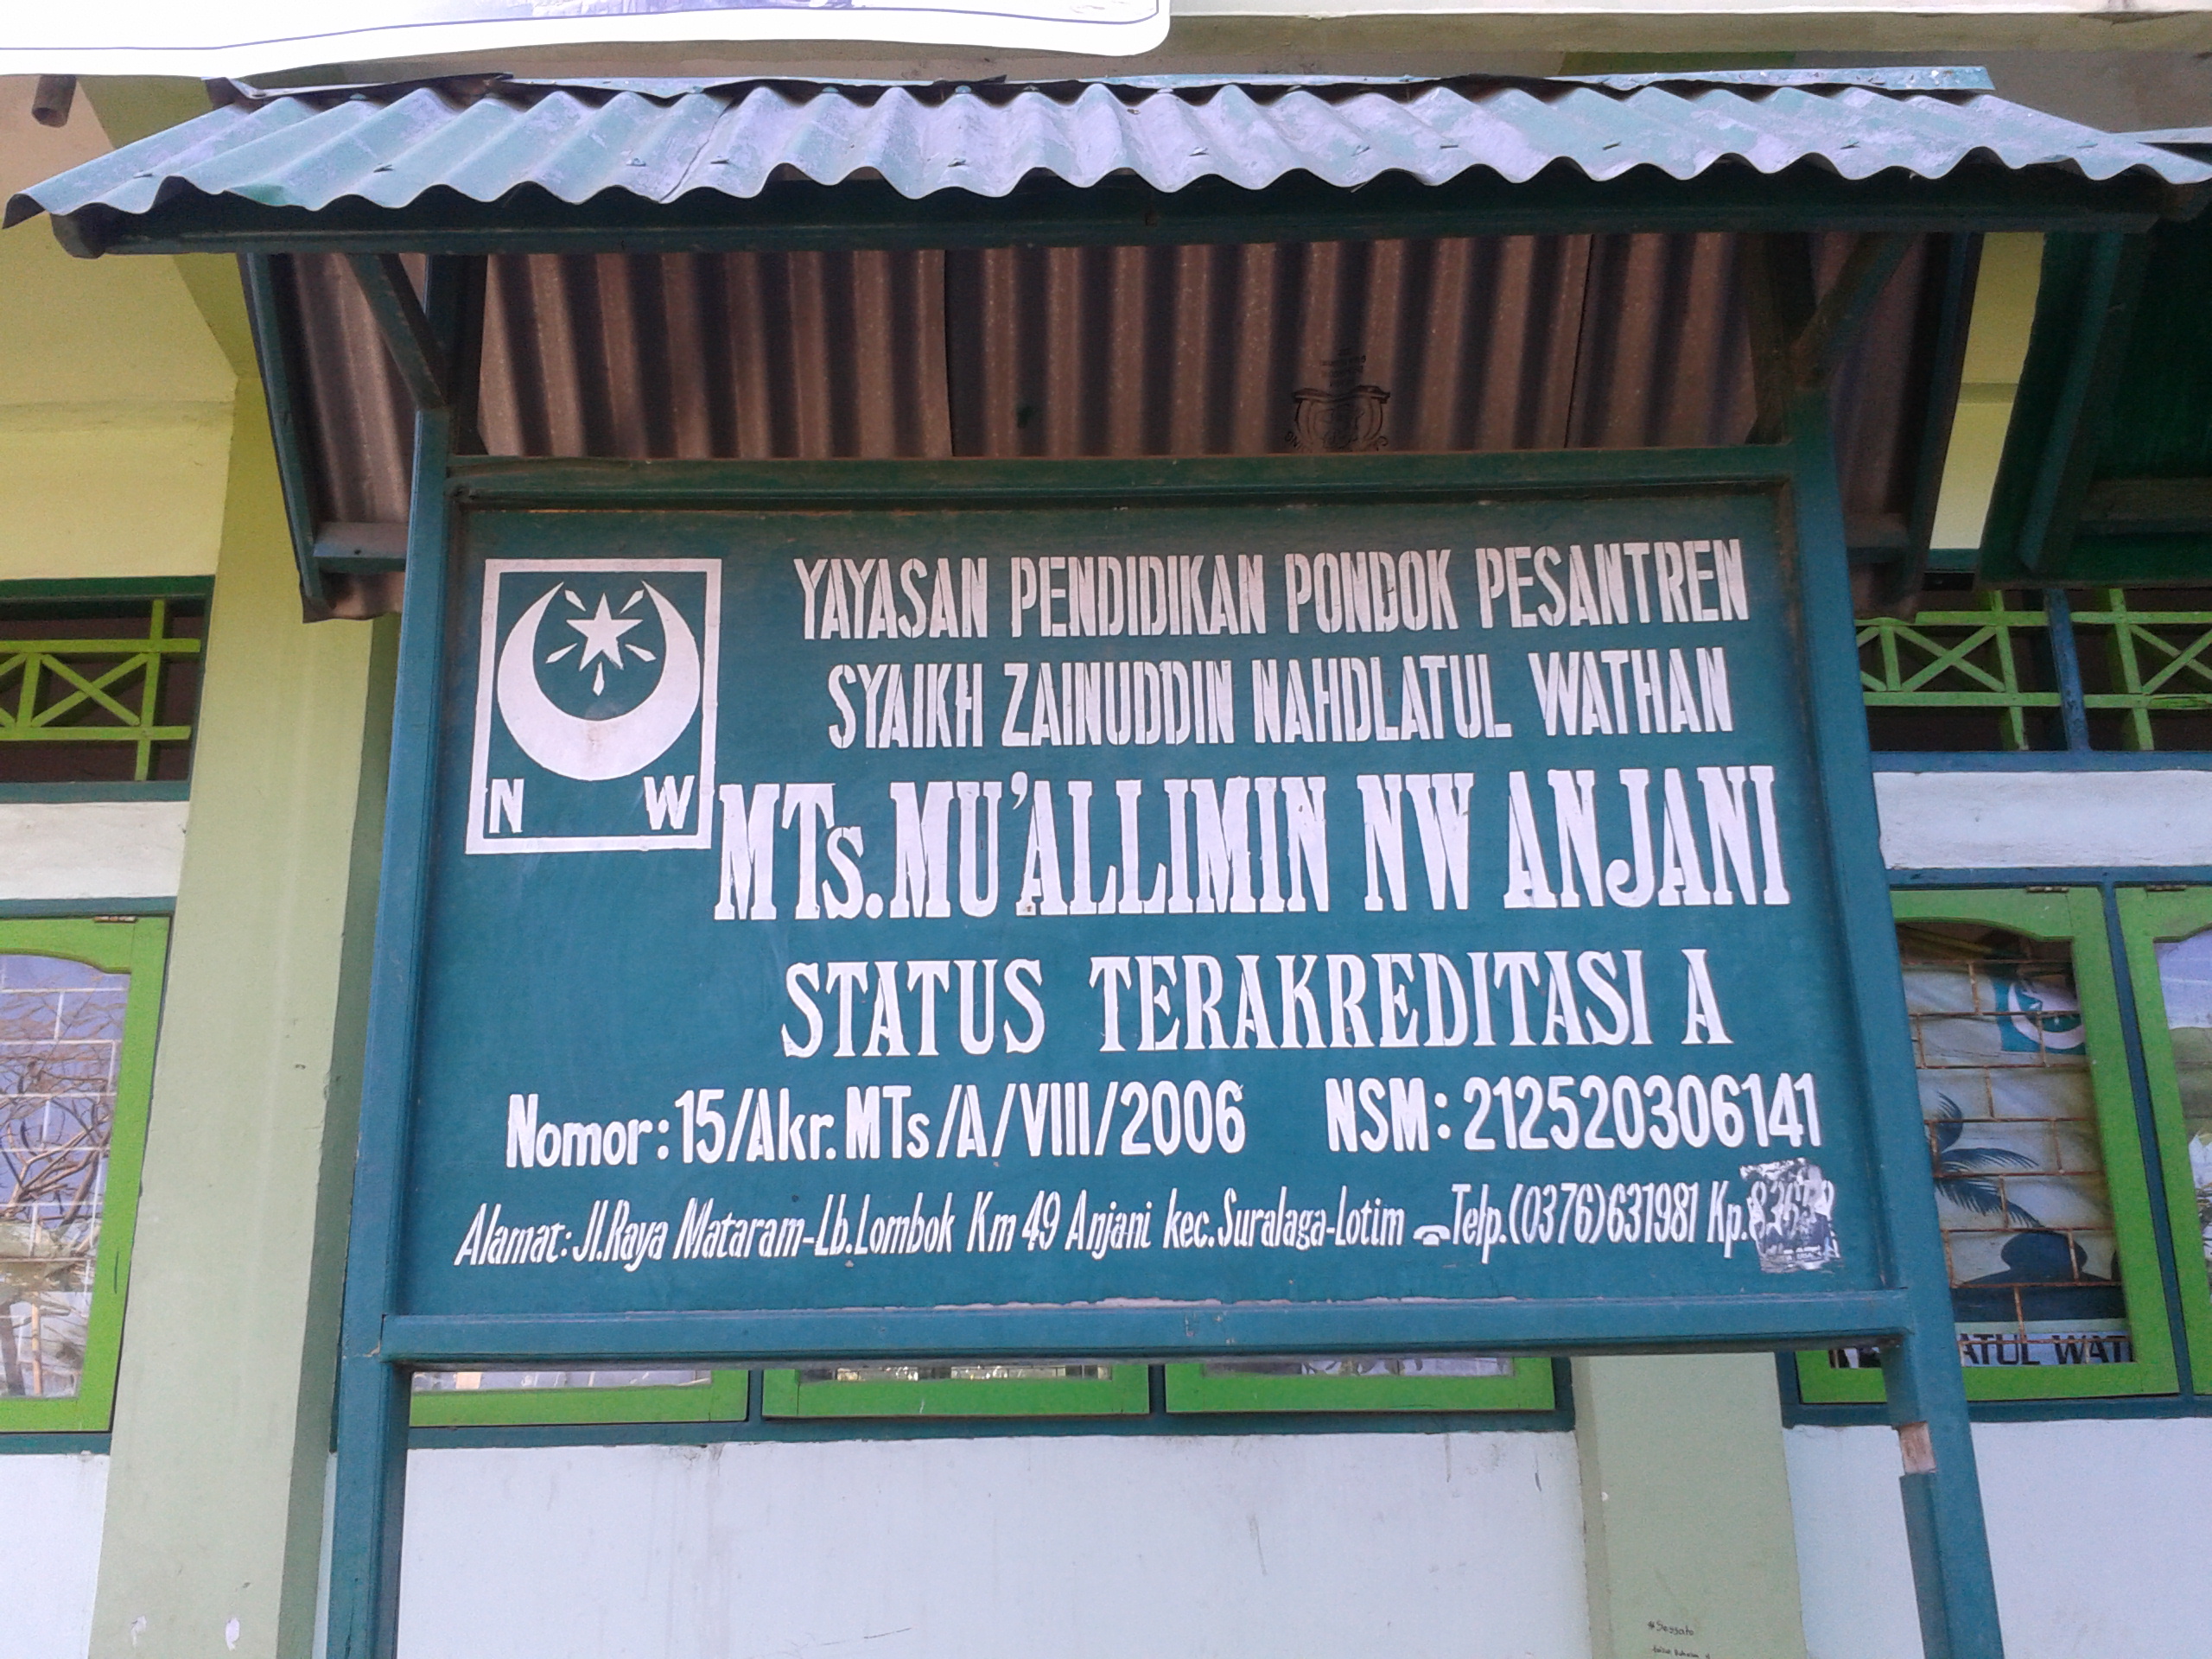 N W
YAYASAN PENDIDIKAN PONDOK PESANTREN
SYAIKH ZAINUDDIN NAHDLATUL WATHAN
MTs.MU'ALLIMIN NW ANJANI
STATUS TERAKREDITASI A
Nomor: 15/Akr.MTs/A/VIII/2006 NSM: 212520306141
Alamat: Jl.Raya Mataram-Lb.Lombok Km 49 Anjani kec.Suralaga-Lotim Telp.(0376)631981 Kp.
ATUL WAT